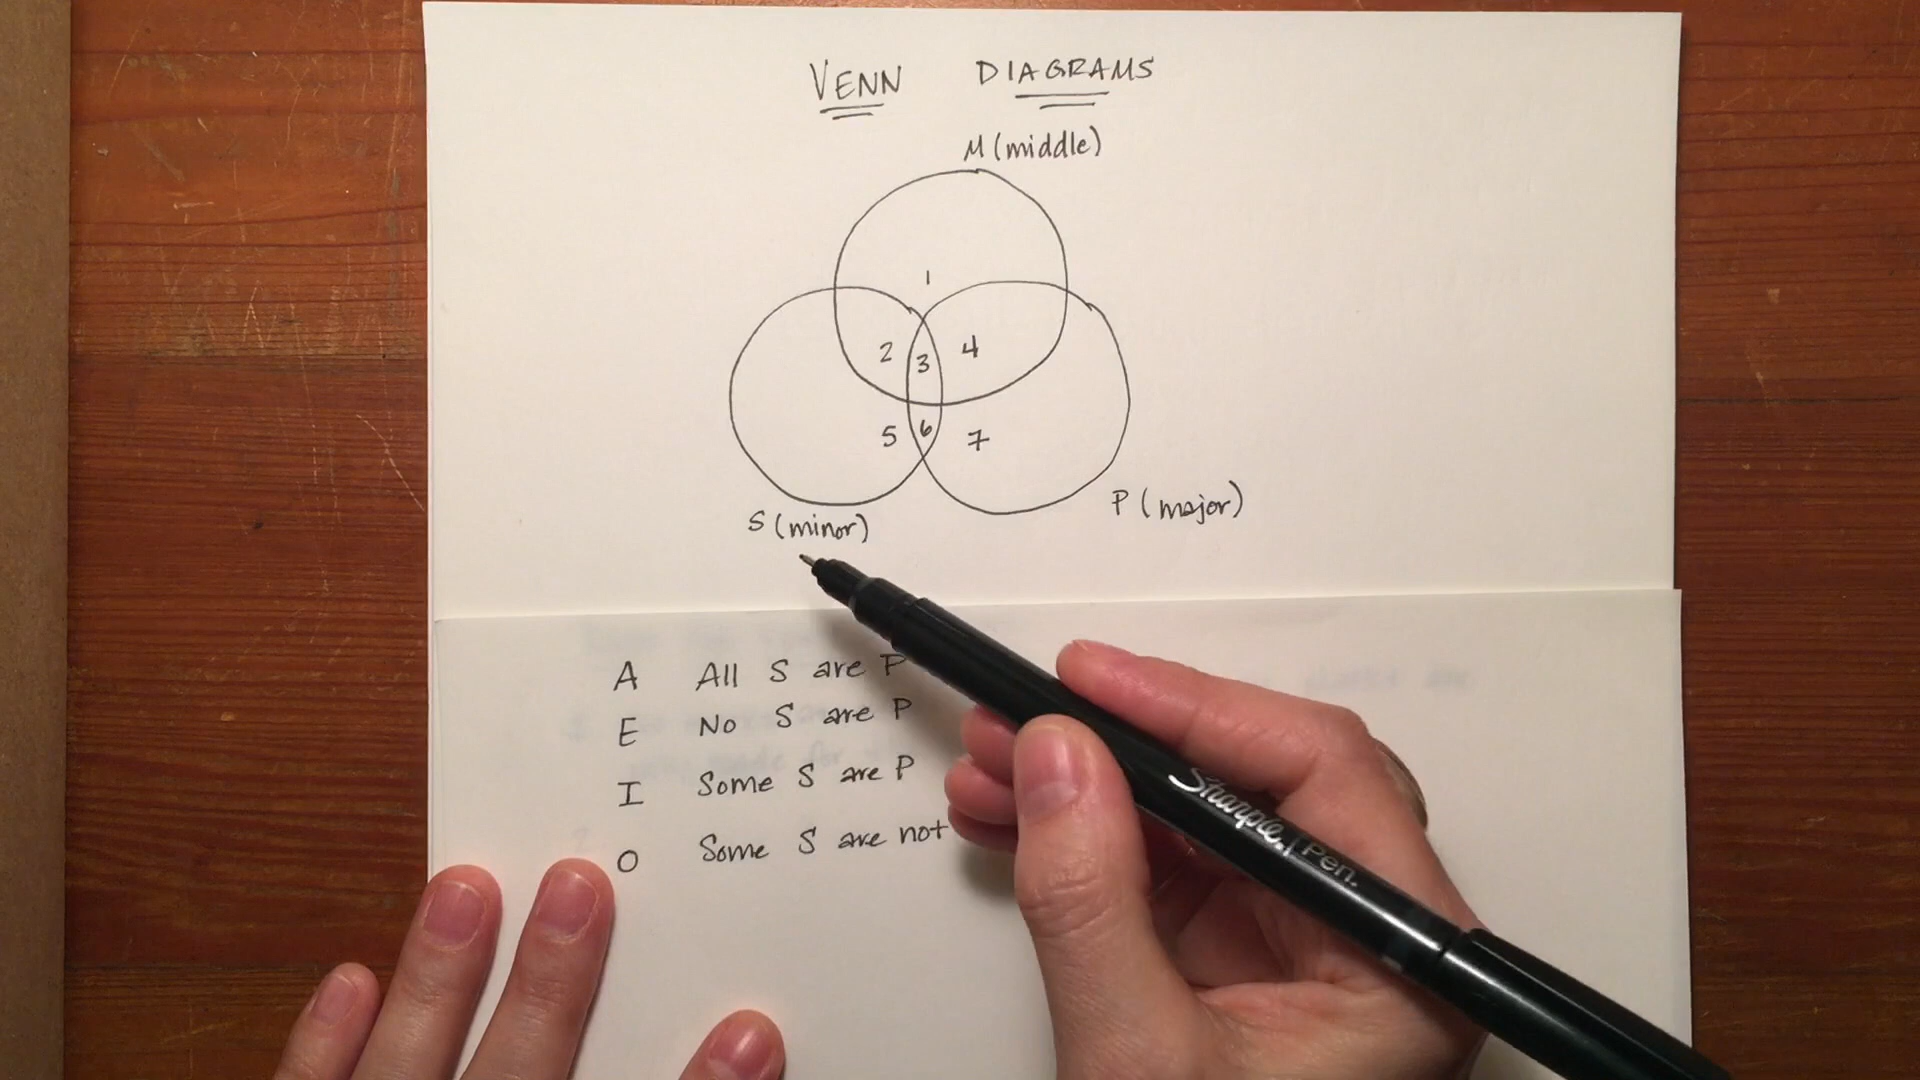 VENN DIAGRAMS
M (middle)
1
2 3 4
5 6 7
S (minor)
P (major)
A All S are P
E No S are P
I Some S are P
O Some S are not
Sharpie. Pen.